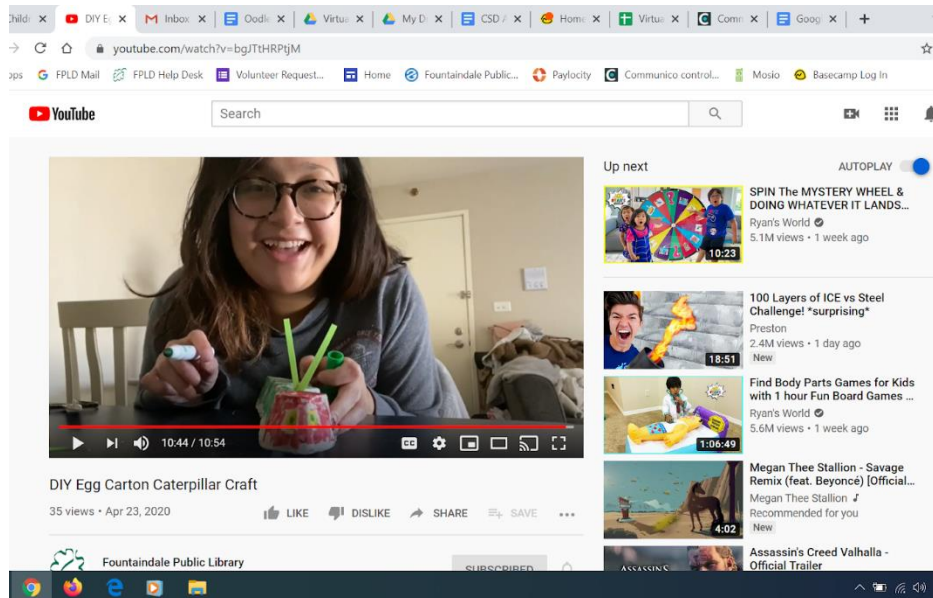 Childr
DIY E
Inbox
Oodle
Virtua
My D
CSD A
Home
Virtua
Comm
Goog
youtube.com/watch?v=bgJTtHRPtjM
FPLD Mail
FPLD Help Desk
Volunteer Request...
Home
Fountaindale Public...
Paylocity
Communico control...
Mosio
Basecamp Log In
YouTube
Search
Up next
AUTOPLAY
SPIN The MYSTERY WHEEL &
DOING WHATEVER IT LANDS...
Ryan's World
5.1M views • 1 week ago
10:23
100 Layers of ICE vs Steel
Challenge! *surprising*
Preston
2.4M views • 1 day ago
New
18:51
Find Body Parts Games for Kids
with 1 hour Fun Board Games ...
Ryan's World
5.6M views • 1 week ago
1:06:49
Megan Thee Stallion - Savage
Remix (feat. Beyoncé) [Official...
Megan Thee Stallion
Recommended for you
New
4:02
Assassin's Creed Valhalla -
Official Trailer
ASSASSINS
10:44 / 10:54
CC
DIY Egg Carton Caterpillar Craft
35 views • Apr 23, 2020
LIKE
DISLIKE
SHARE
SAVE
Fountaindale Public Library
SUBSCRIBED